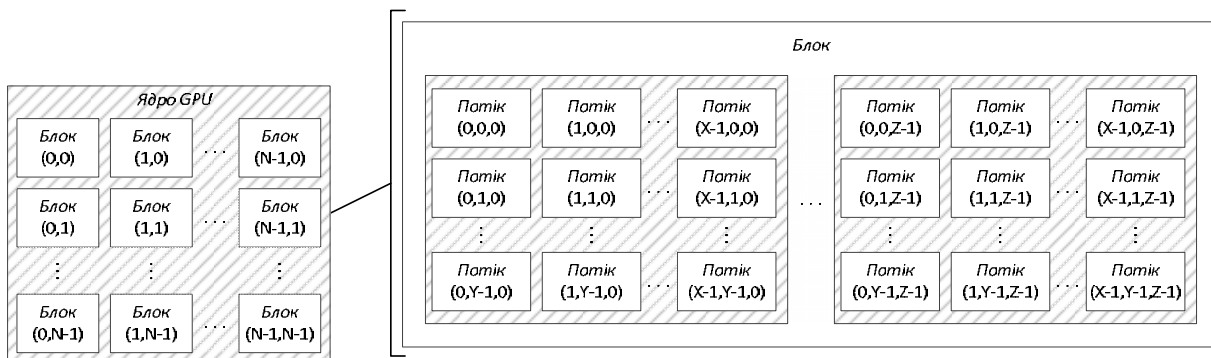 Ядро GPU
Блок
(0,0)
Блок
(1,0)
...
Блок
(N-1,0)
Блок
(0,1)
Блок
(1,1)
...
Блок
(N-1,1)
Блок
(0,N-1)
Блок
(1,N-1)
...
Блок
(N-1,N-1)
Блок
Потік
(0,0,0)
Потік
(1,0,0)
...
Потік
(X-1,0,0)
Потік
(0,1,0)
Потік
(1,1,0)
...
Потік
(X-1,1,0)
Потік
(0,Y-1,0)
Потік
(1,Y-1,0)
...
Потік
(X-1,Y-1,0)
...
Потік
(0,0,Z-1)
Потік
(1,0,Z-1)
...
Потік
(X-1,0,Z-1)
Потік
(0,1,Z-1)
Потік
(1,1,Z-1)
...
Потік
(X-1,1,Z-1)
Потік
(0,Y-1,Z-1)
Потік
(1,Y-1,Z-1)
...
Потік
(X-1,Y-1,Z-1)